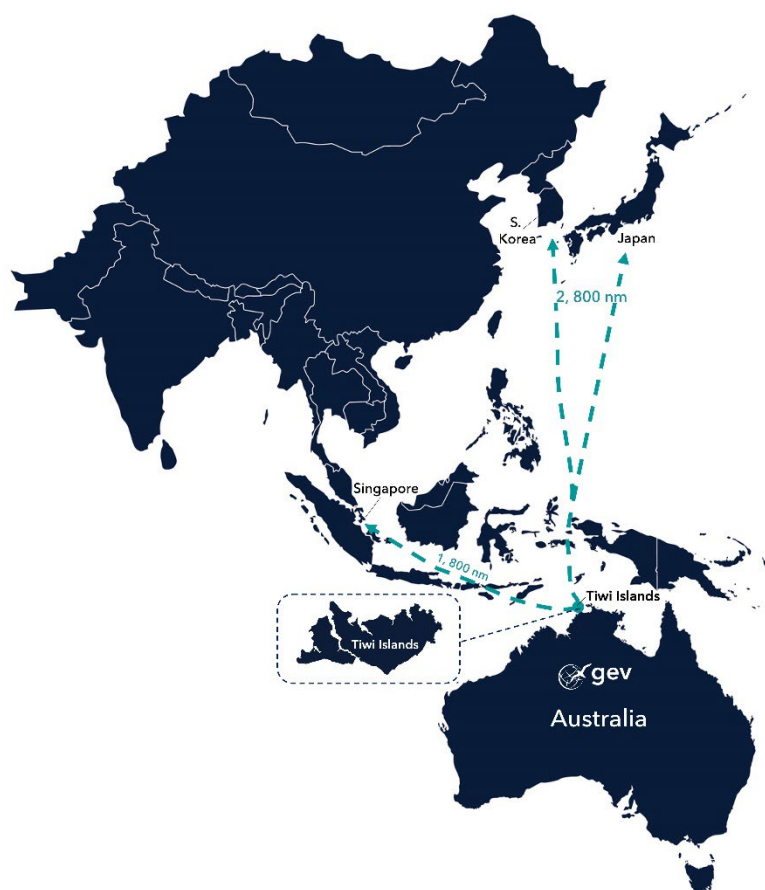 S.
Korea
Japan
2, 800 nm
Singapore
1, 800 nm
Tiwi Islands
Tiwi Islands
gev
Australia